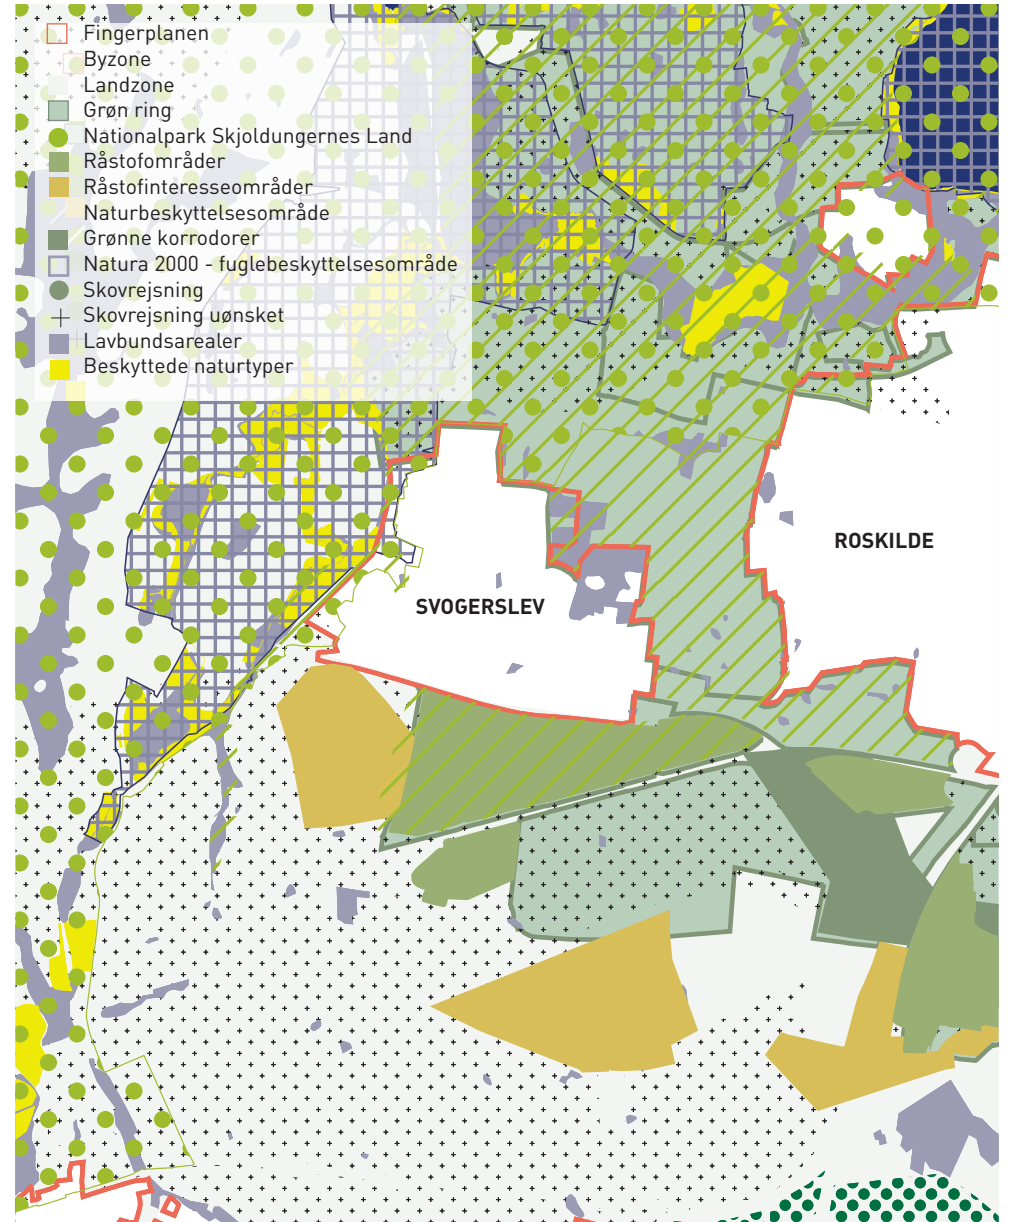 Fingerplanen
Byzone
Landzone
Grøn ring
Nationalpark Skjoldungernes Land
Råstofområder
Råstofinteresseområder
Naturbeskyttelsesområde
Grønne korrodorer
Natura 2000 - fuglebeskyttelsesområde
Skovrejsning
Skovrejsning uønsket
Lavbundsarealer
Beskyttede naturtyper
ROSKILDE
SVOGERSLEV